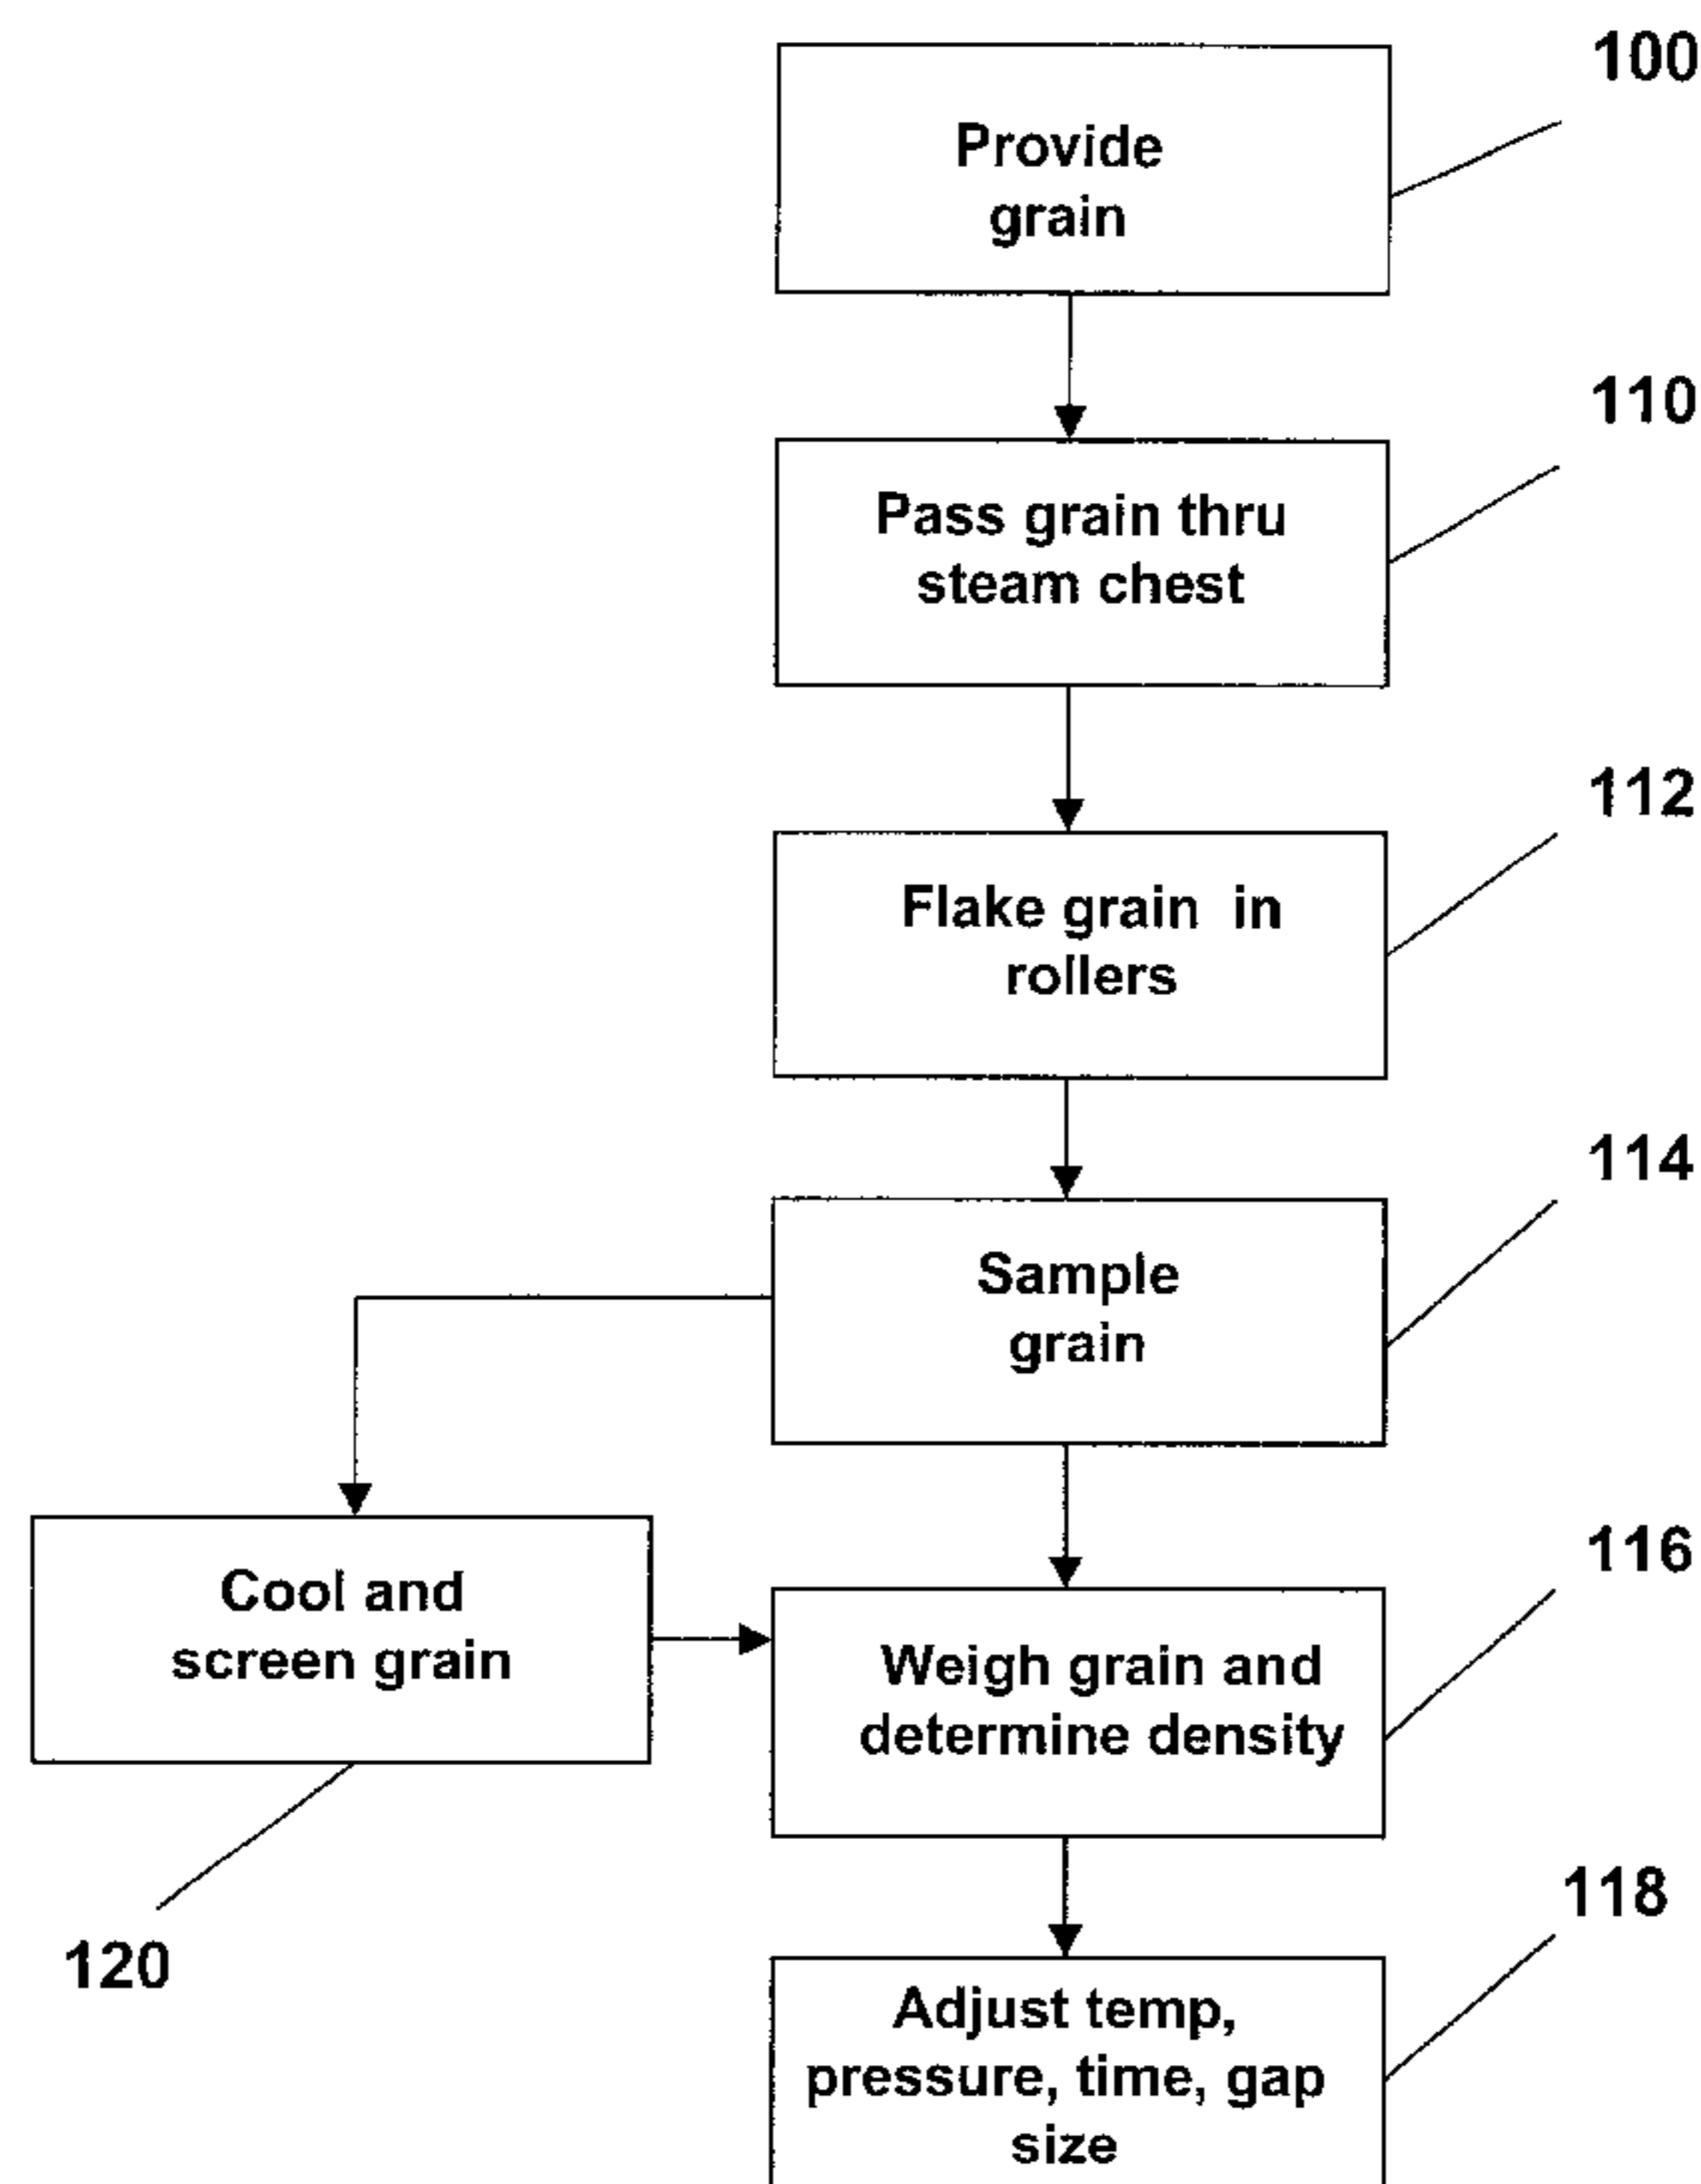 100
Provide
grain
110
Pass grain thru
steam chest
112
Flake grain in
rollers
114
Sample
grain
116
Cool and
screen grain
Weigh grain and
determine density
118
120
Adjust temp,
pressure, time, gap
size